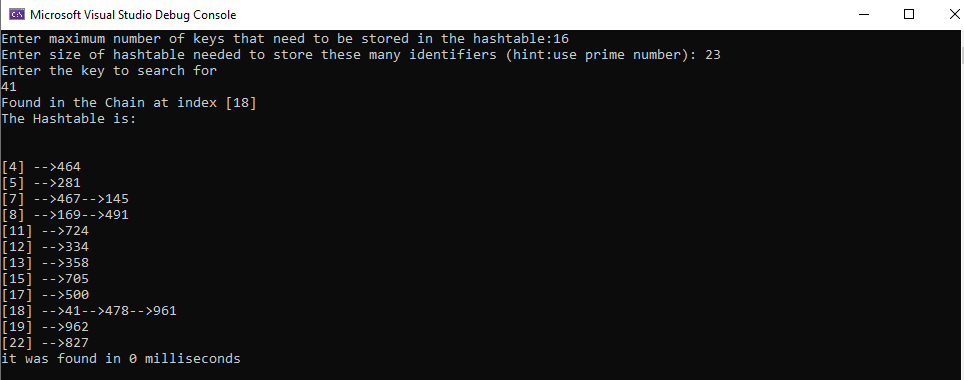 Microsoft Visual Studio Debug Console
Enter maximum number of keys that need to be stored in the hashtable:16
Enter size of hashtable needed to store these many identifiers (hint:use prime number): 23
Enter the key to search for
41
Found in the Chain at index [18]
The Hashtable is:
[4] -->464
[5] -->281
[7] -->467-->145
[8] -->169-->491
[11] -->724
[12] -->334
[13] -->358
[15] -->705
[17] -->500
[18] -->41-->478-->961
[19] -->962
[22] -->827
it was found in 0 milliseconds